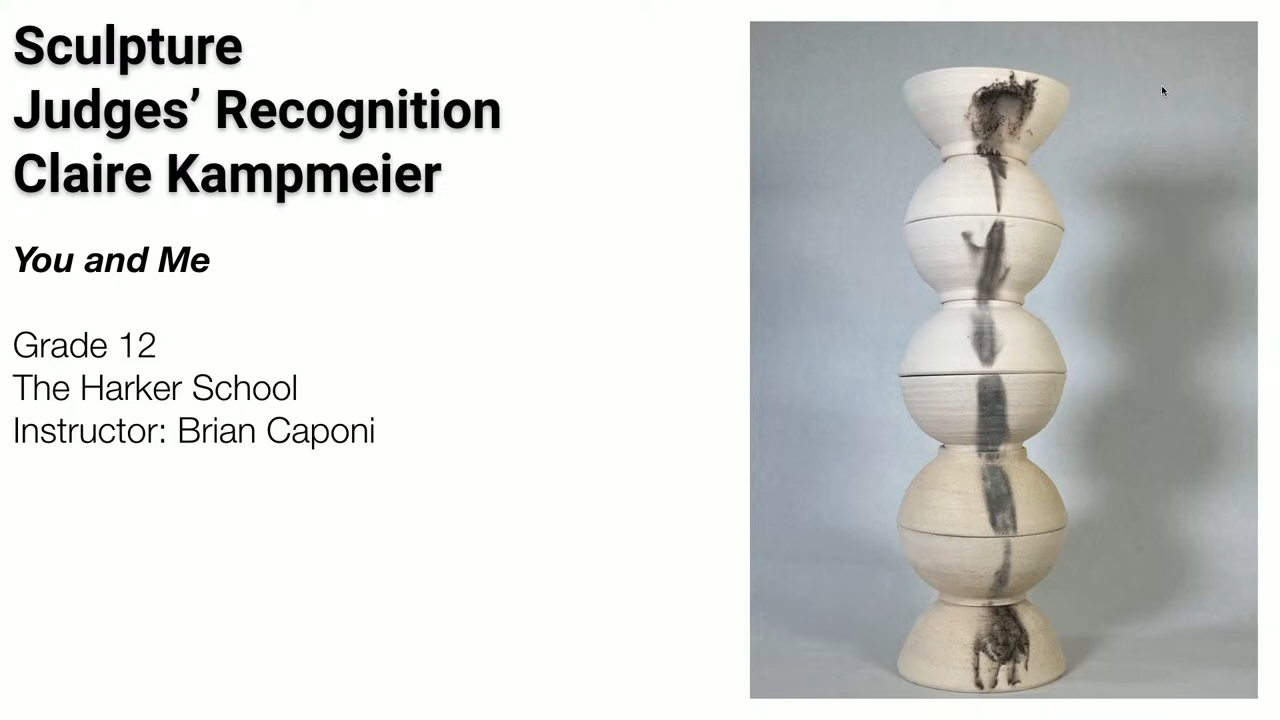 Sculpture
Judges’ Recognition
Claire Kampmeier
You and Me
Grade 12
The Harker School
Instructor: Brian Caponi